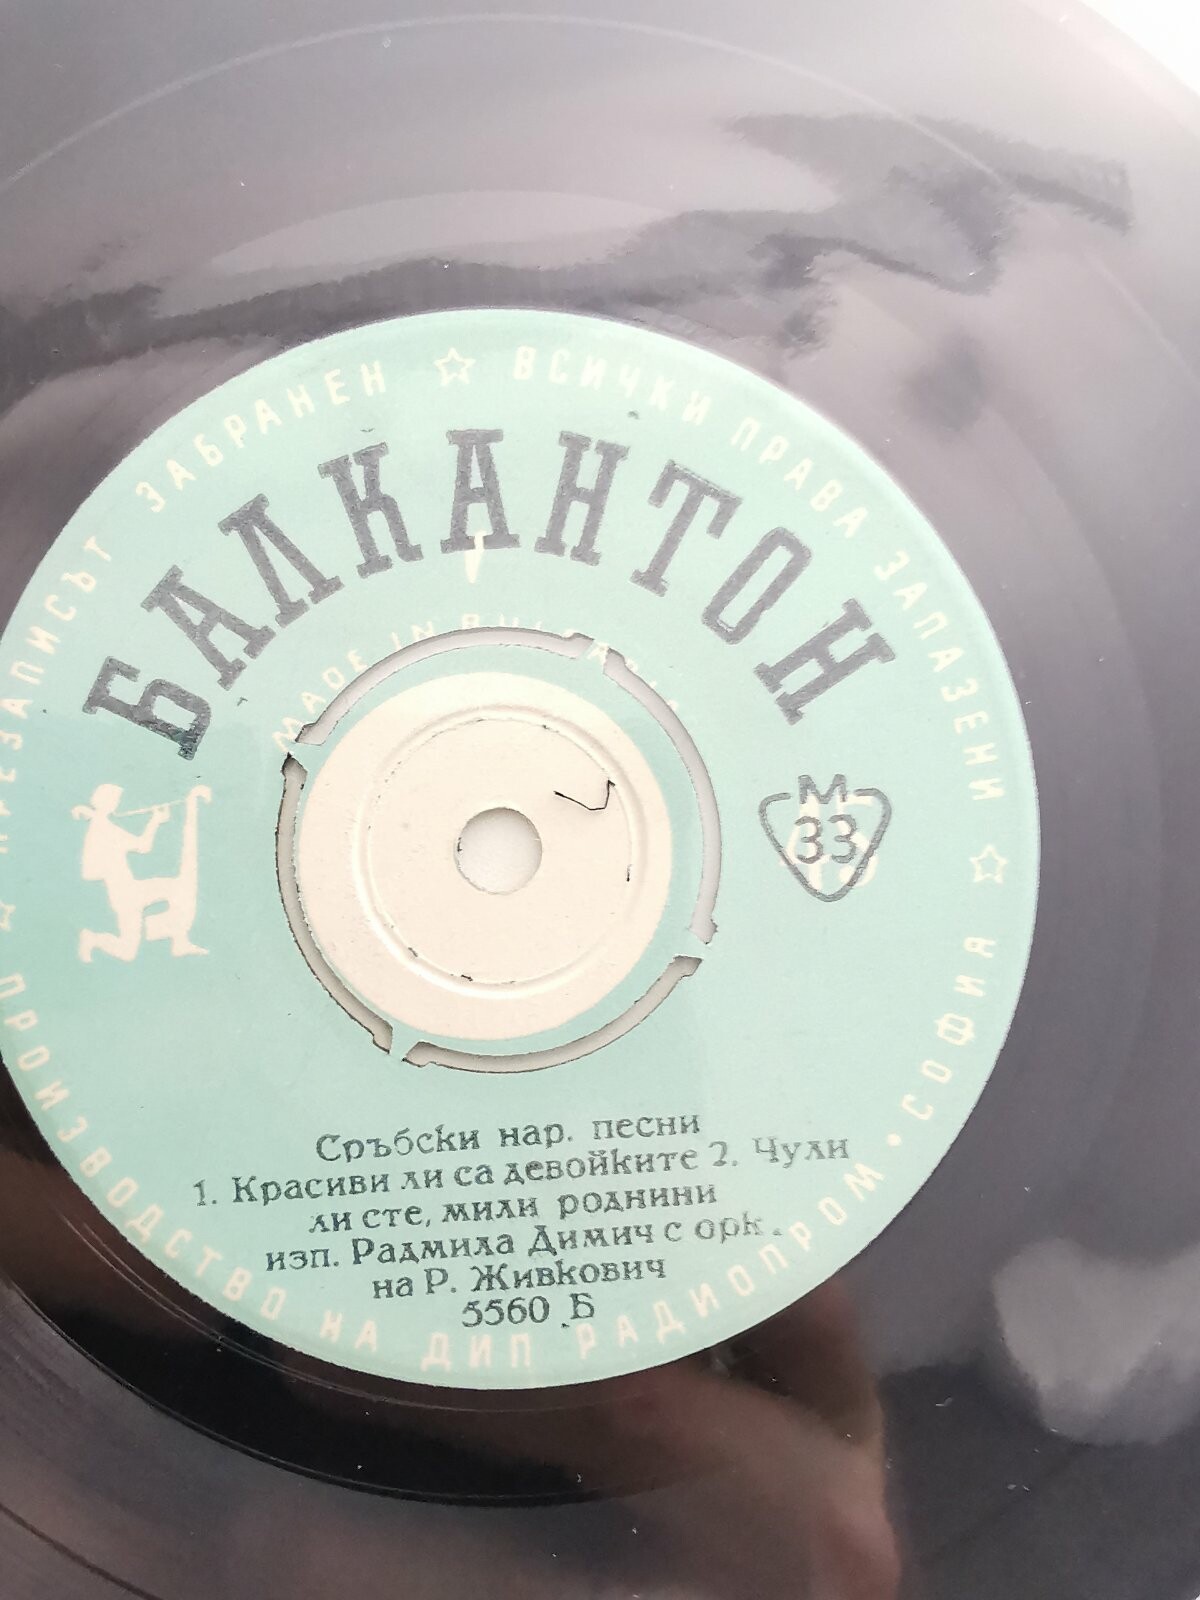 ПРЕЗАПИСЪТ ЗАБРАНЕН ☆ ВСИЧКИ ПРАВА ЗАПАЗЕНИ ☆
БАЛКАНТОН
MADE IN BULGARIA
М
33
Сръбски нар. песни
1. Красиви ли са девойките 2. Чули
ли сте, мили роднини
изп. Радмила Димич с орк.
на Р. Живкович
5560 Б
☆ ПРОИЗВОДСТВО НА ДИП РАДИОПРОМ • СОФИЯ